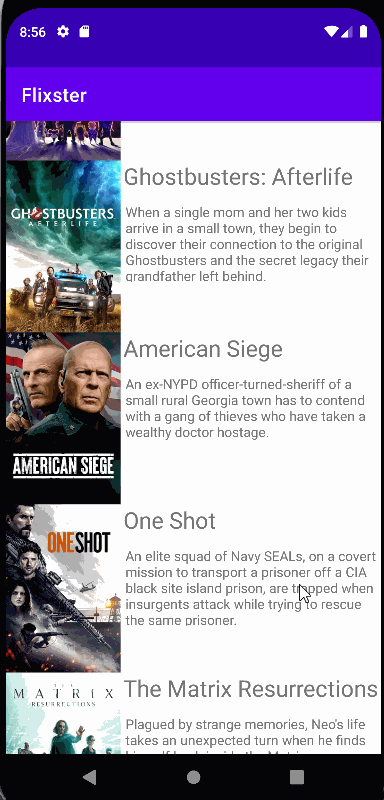 8:56
Flixster
Ghostbusters: Afterlife
GHOSTBUSTERS
AFTERLIFE
When a single mom and her two kids
arrive in a small town, they begin to
discover their connection to the original
Ghostbusters and the secret legacy their
grandfather left behind.
American Siege
An ex-NYPD officer-turned-sheriff of a
small rural Georgia town has to contend
with a gang of thieves who have taken a
wealthy doctor hostage.
AMERICAN SIEGE
One Shot
ONE SHOT
An elite squad of Navy SEALs, on a covert
mission to transport a prisoner off a CIA
black site island prison, are trapped when
insurgents attack while trying to rescue
the same prisoner.
The Matrix Resurrections
MATRIX
RESURRECTIONS
Plagued by strange memories, Neo's life
takes an unexpected turn when he finds